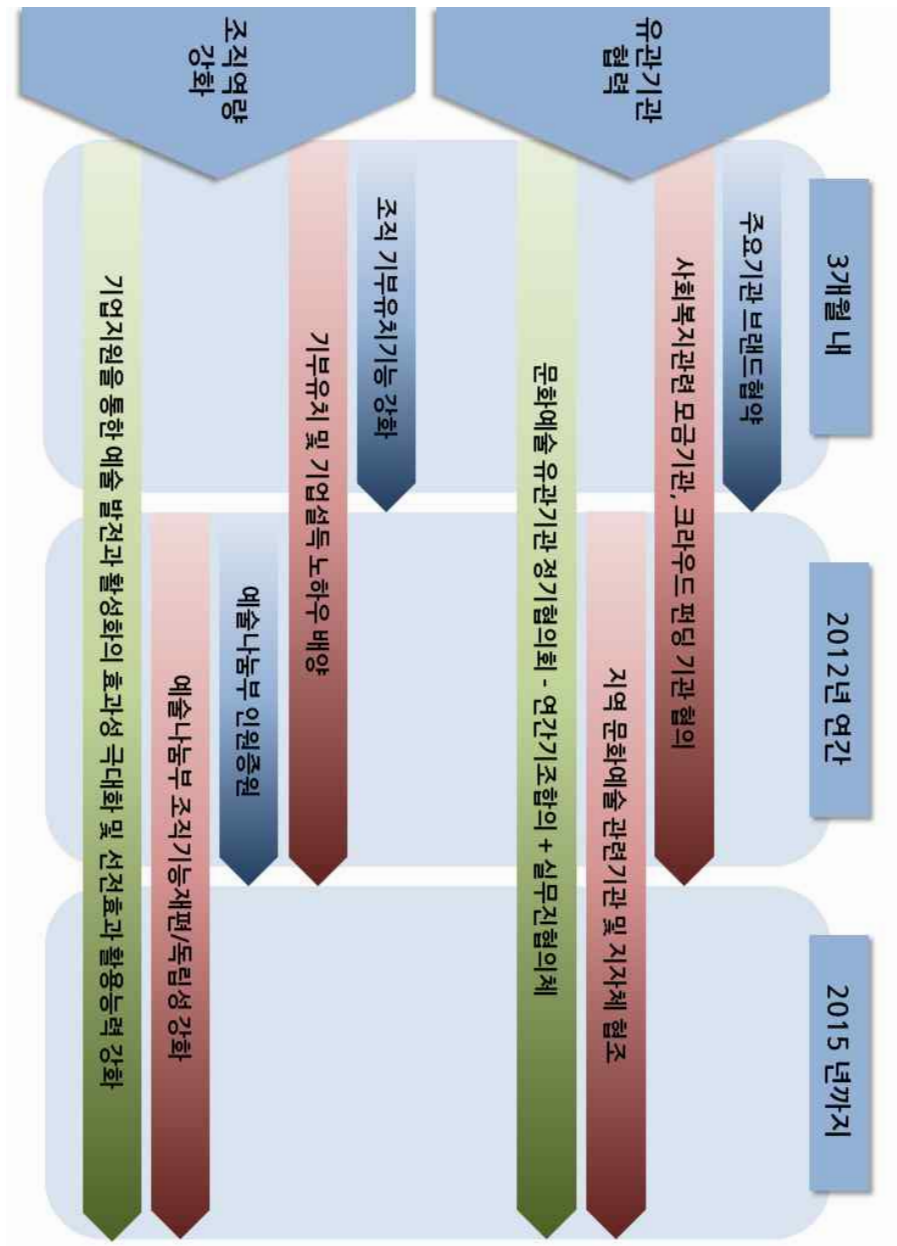 3개월 내
2012년 연간
2015 년까지
유관기관
협력
주요기관 브랜드협약
사회복지관련 모금기관, 크라우드 펀딩 기관 협의
지역 문화예술 관련기관 및 지자체 협조
문화예술 유관기관 정기협의회 - 연간기조합의 + 실무진협의체
조직역량
강화
조직 기부유치기능 강화
기부유치 및 기업설득 노하우 배양
예술나눔부 인원증원
예술나눔부 조직기능재편/독립성 강화
기업지원을 통한 예술 발전과 활성화의 효과성 극대화 및 선전효과 활용능력 강화